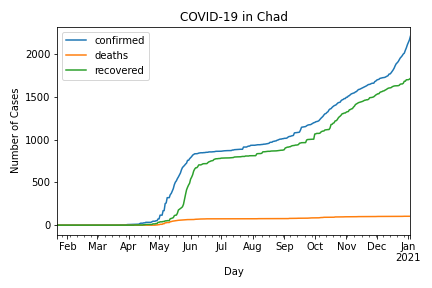 COVID-19 in Chad
confirmed
deaths
recovered
Number of Cases
2000
1500
1000
500
0
Feb Mar Apr May Jun Jul Aug Sep Oct Nov Dec Jan
2021
Day